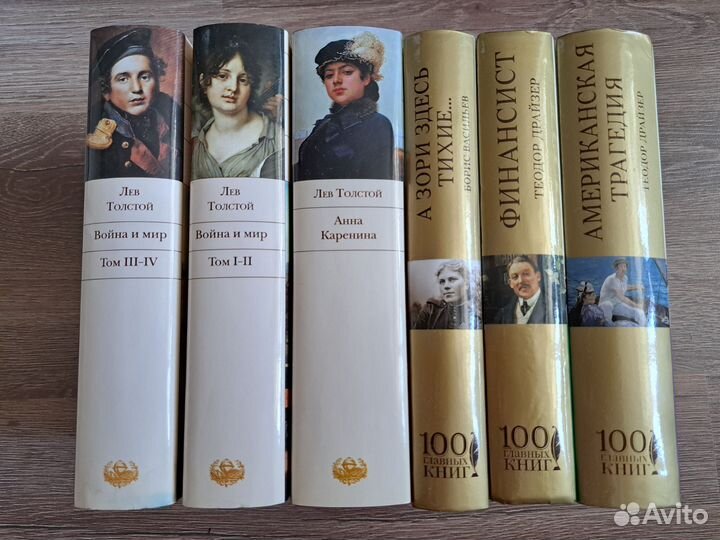 Лев
Толстой
Война и мир
Том III–IV
Лев
Толстой
Война и мир
Том I–II
Лев Толстой
Анна
Каренина
А ЗОРИ ЗДЕСЬ
ТИХИЕ...
БОРИС ВАСИЛЬЕВ
100
главных
книг
ФИНАНСИСТ
ТЕОДОР ДРАЙЗЕР
100
главных
книг
АМЕРИКАНСКАЯ
ТРАГЕДИЯ
ТЕОДОР ДРАЙЗЕР
100
главных
книг
Avito